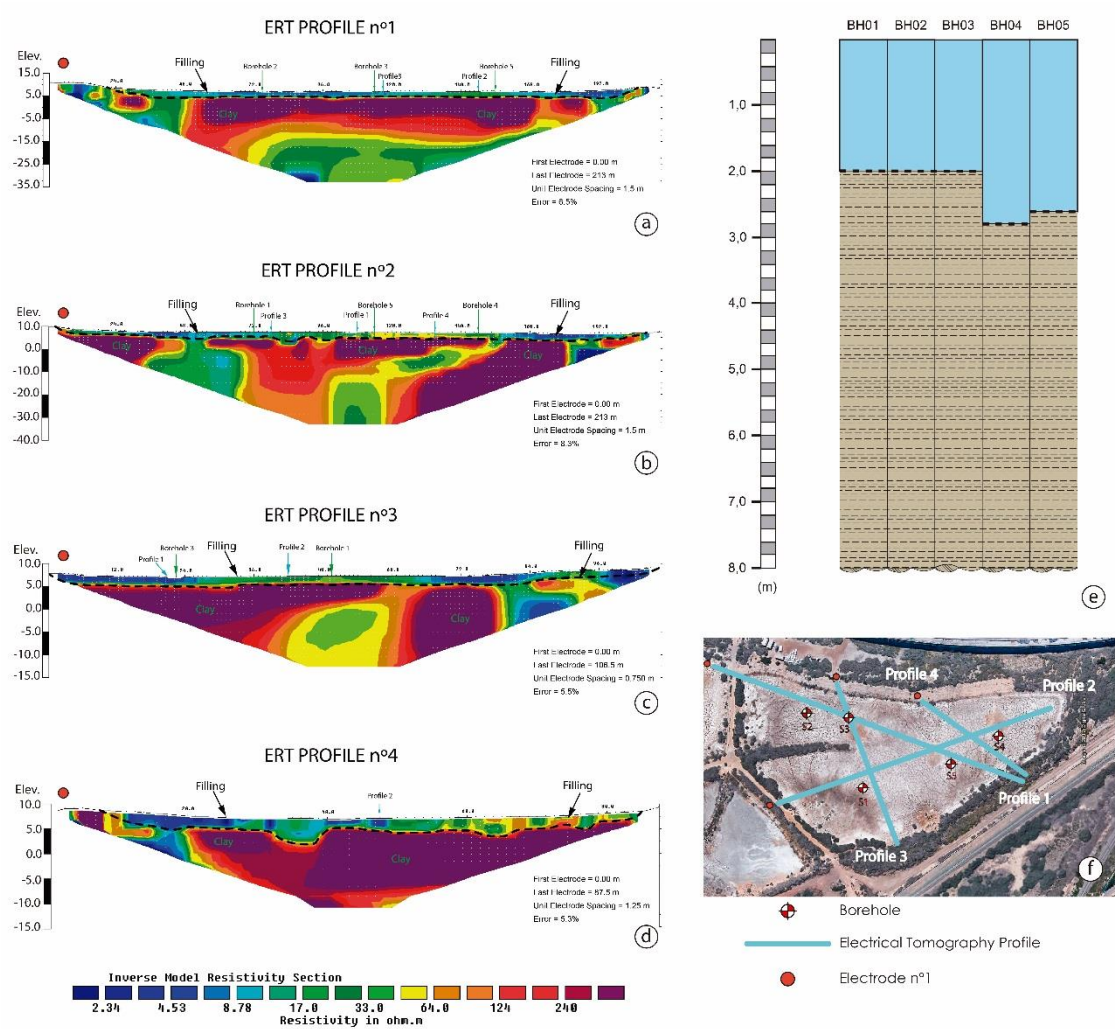 ERT PROFILE nº1
Elev.
Filling
Borehole 2
Borehole 3
Profile3
Profile 2
Borehole 5
Filling
15.0
5.0
-5.0
-15.0
-25.0
-35.0
Clay
Clay
First Electrode = 0.00 m
Last Electrode = 213 m
Unit Electrode Spacing = 1.5 m
Error = 8.5%
a
ERT PROFILE nº2
Elev.
Filling
Borehole 1
Profile 3
Profile 1
Borehole 5
Profile 4
Borehole 4
Filling
10.0
0.0
-10.0
-20.0
-30.0
-40.0
Clay
First Electrode = 0.00 m
Last Electrode = 213 m
Unit Electrode Spacing = 1.5 m
Error = 8.3%
b
ERT PROFILE nº3
Elev.
Profile 1
Borehole 3
Filling
Profile 2
Borehole 1
Filling
10.0
5.0
0.0
-5.0
-10.0
-15.0
Clay
Clay
First Electrode = 0.00 m
Last Electrode = 106.5 m
Unit Electrode Spacing = 0.750 m
Error = 5.5%
c
ERT PROFILE nº4
Elev
Filling
Profile 2
Filling
15.0
10.0
5.0
0.0
-5.0
-10.0
-15.0
Clay
Clay
First Electrode = 0.00 m
Last Electrode = 87.5 m
Unit Electrode Spacing = 1.25 m
Error = 5.3%
d
Inverse Model Resistivity Section
2.34 4.53 8.78 17.0 33.0 64.0 124 240
Resistivity in ohm.m
BH01 BH02 BH03 BH04 BH05
1,0
2,0
3,0
4,0
5,0
6,0
7,0
8,0
(m)
e
Profile 4
Profile 2
S2
S3
S4
S5
S1
Profile 1
Profile 3
f
Borehole
Electrical Tomography Profile
Electrode nº1